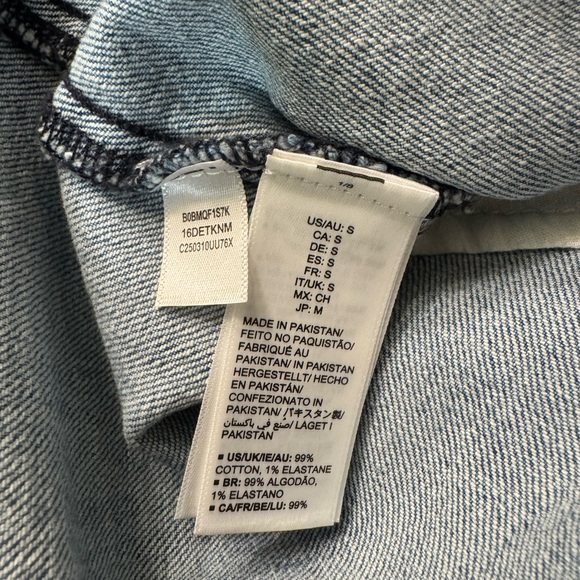 B0BMQF1S7K
16DETKNM
C250310UU76X
1/8
US/AU: S
CA: S
DE: S
ES: S
FR: S
IT/UK: S
MX: CH
JP: M
MADE IN PAKISTAN/
FEITO NO PAQUISTÃO/
FABRIQUÉ AU
PAKISTAN/ IN PAKISTAN
HERGESTELLT/ HECHO
EN PAKISTÁN/
CONFEZIONATO IN
PAKISTAN/ パキスタン製/
صنع في باكستان/ LAGET I
PAKISTAN
■ US/UK/IE/AU: 99%
COTTON, 1% ELASTANE
■ BR: 99% ALGODÃO,
1% ELASTANO
■ CA/FR/BE/LU: 99%